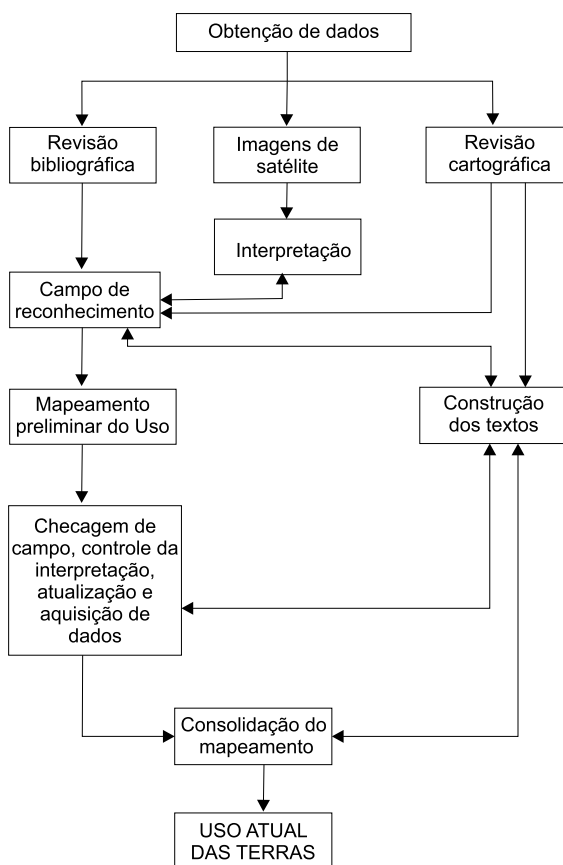 Obtenção de dados
Revisão
bibliográfica
Imagens de
satélite
Revisão
cartográfica
Interpretação
Campo de
reconhecimento
Mapeamento
preliminar do Uso
Construção
dos textos
Checagem de
campo, controle da
interpretação,
atualização e
aquisição de
dados
Consolidação do
mapeamento
USO ATUAL
DAS TERRAS